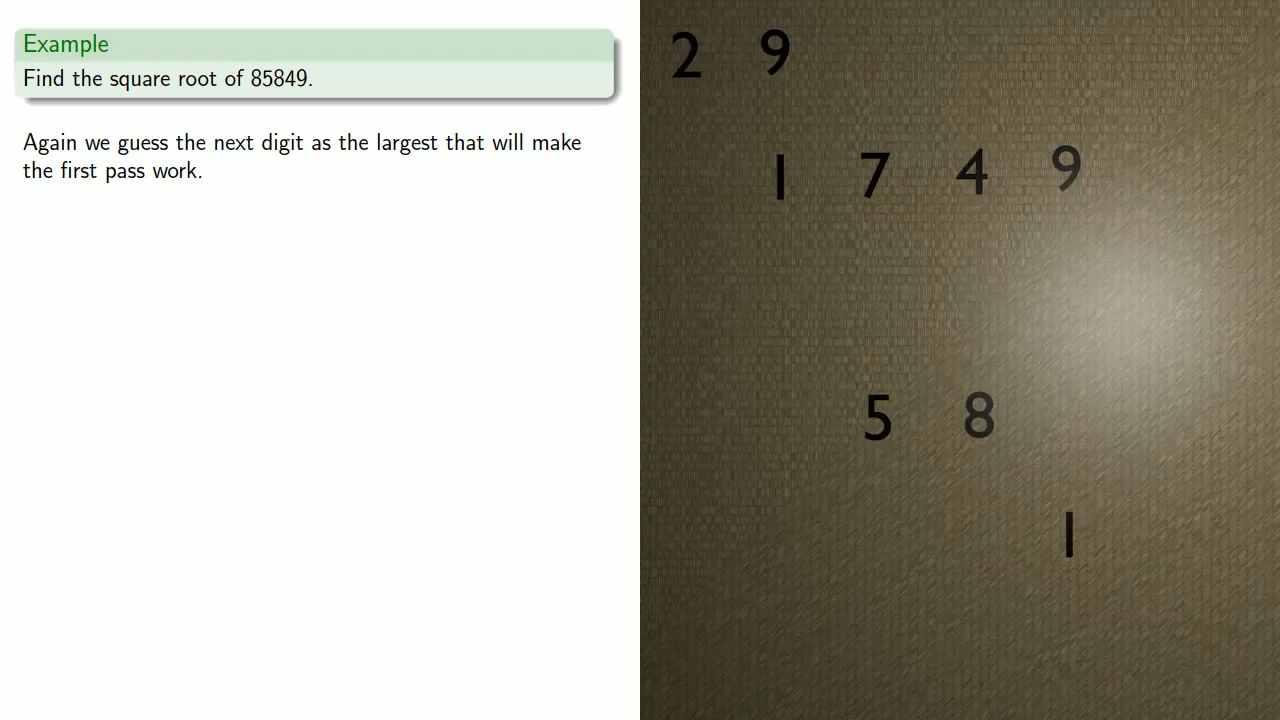 Example
Find the square root of 85849.
Again we guess the next digit as the largest that will make
the first pass work.
2 9
1 7 4 9
5 8
1